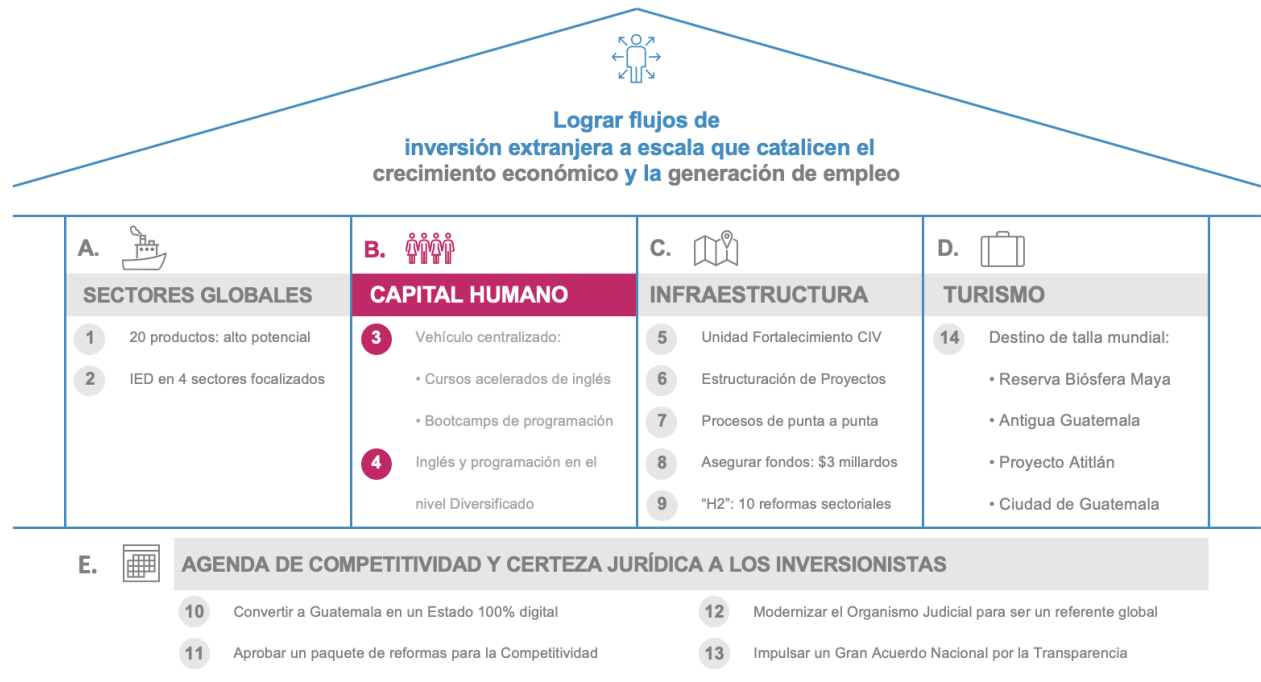 Lograr flujos de
inversión extranjera a escala que catalicen el
crecimiento económico y la generación de empleo
A.
SECTORES GLOBALES
1 20 productos: alto potencial
2 IED en 4 sectores focalizados
B.
CAPITAL HUMANO
3 Vehículo centralizado:
• Cursos acelerados de inglés
• Bootcamps de programación
4 Inglés y programación en el
nivel Diversificado
C.
INFRAESTRUCTURA
5 Unidad Fortalecimiento CIV
6 Estructuración de Proyectos
7 Procesos de punta a punta
8 Asegurar fondos: $3 millardos
9 “H2”: 10 reformas sectoriales
D.
TURISMO
14 Destino de talla mundial:
• Reserva Biósfera Maya
• Antigua Guatemala
• Proyecto Atitlán
• Ciudad de Guatemala
E. AGENDA DE COMPETITIVIDAD Y CERTEZA JURÍDICA A LOS INVERSIONISTAS
10 Convertir a Guatemala en un Estado 100% digital
11 Aprobar un paquete de reformas para la Competitividad
12 Modernizar el Organismo Judicial para ser un referente global
13 Impulsar un Gran Acuerdo Nacional por la Transparencia